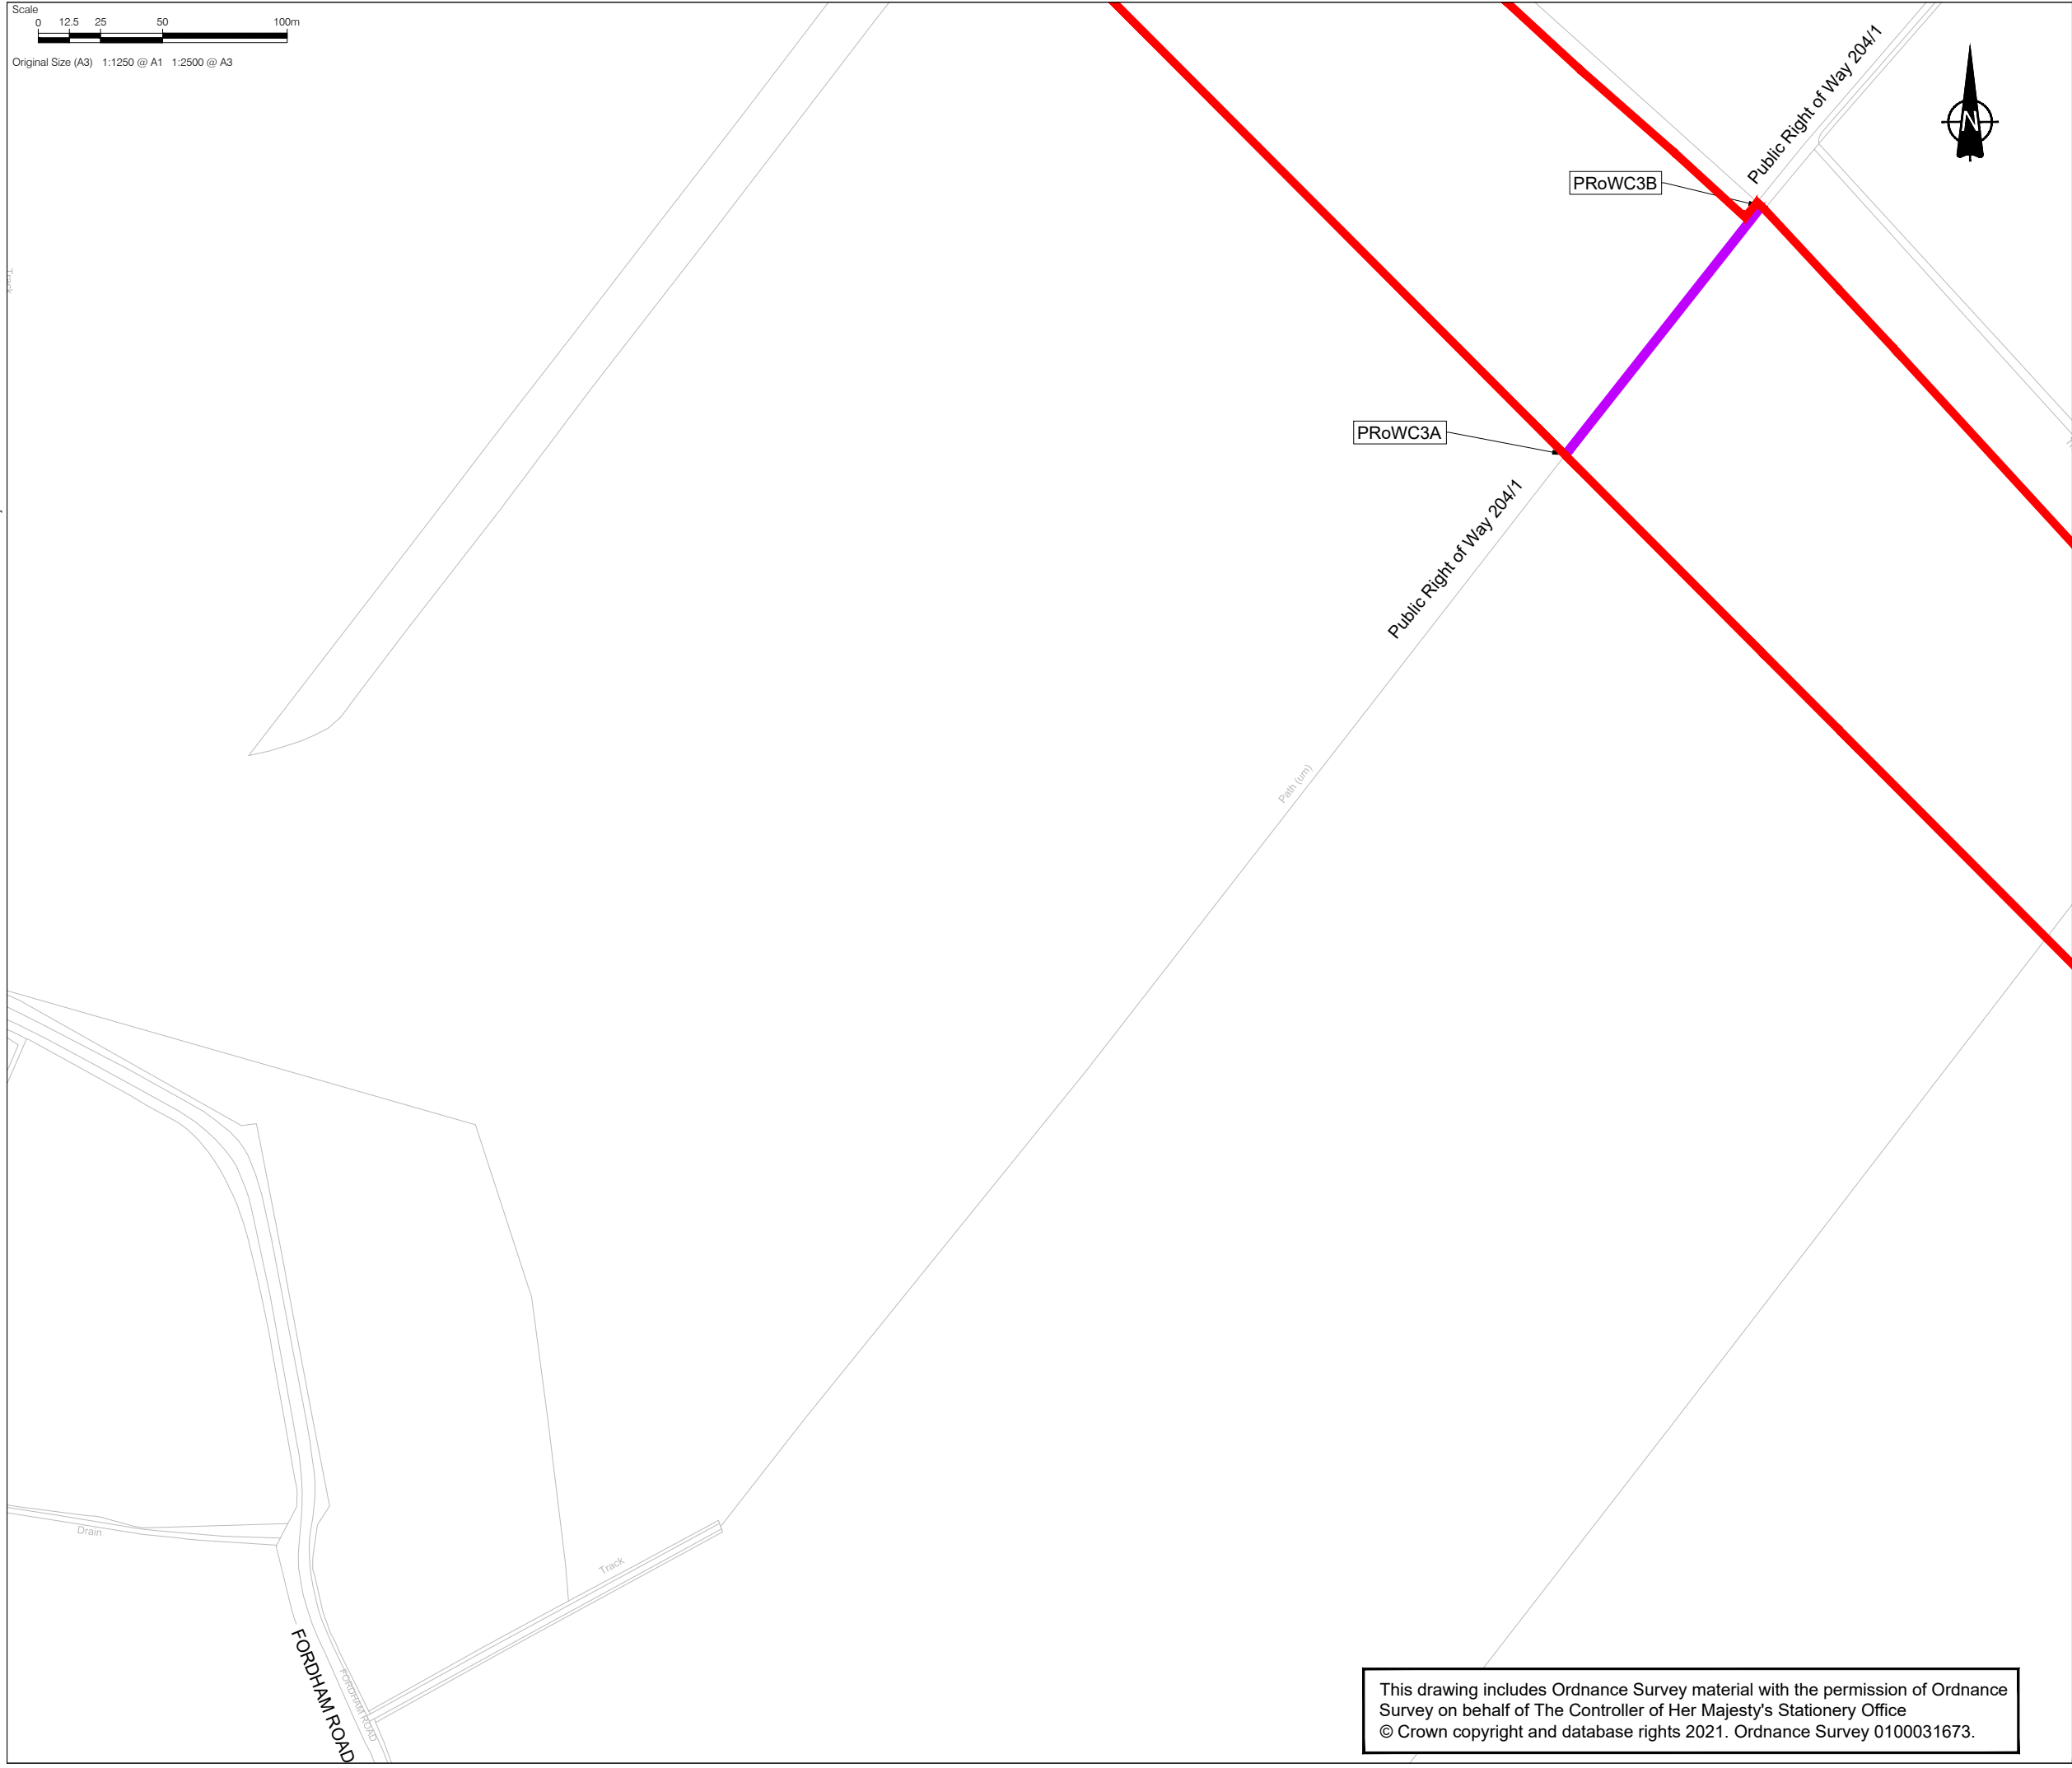 Scale
0 12.5 25 50 100m
Original Size (A3) 1:1250 @ A1 1:2500 @ A3
Public Right of Way 204/1
N
PRoWC3B
Track
PRoWC3A
Public Right of Way 204/1
Path (um)
Drain
Track
FORDHAM ROAD
FORDHAM ROAD
This drawing includes Ordnance Survey material with the permission of Ordnance
Survey on behalf of The Controller of Her Majesty's Stationery Office
© Crown copyright and database rights 2021. Ordnance Survey 0100031673.